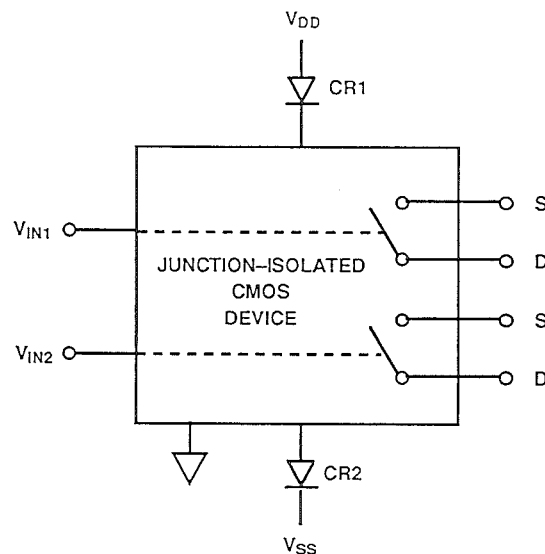 VDD
CR1
S
VIN1
D
JUNCTION–ISOLATED
CMOS
DEVICE
S
VIN2
D
CR2
VSS